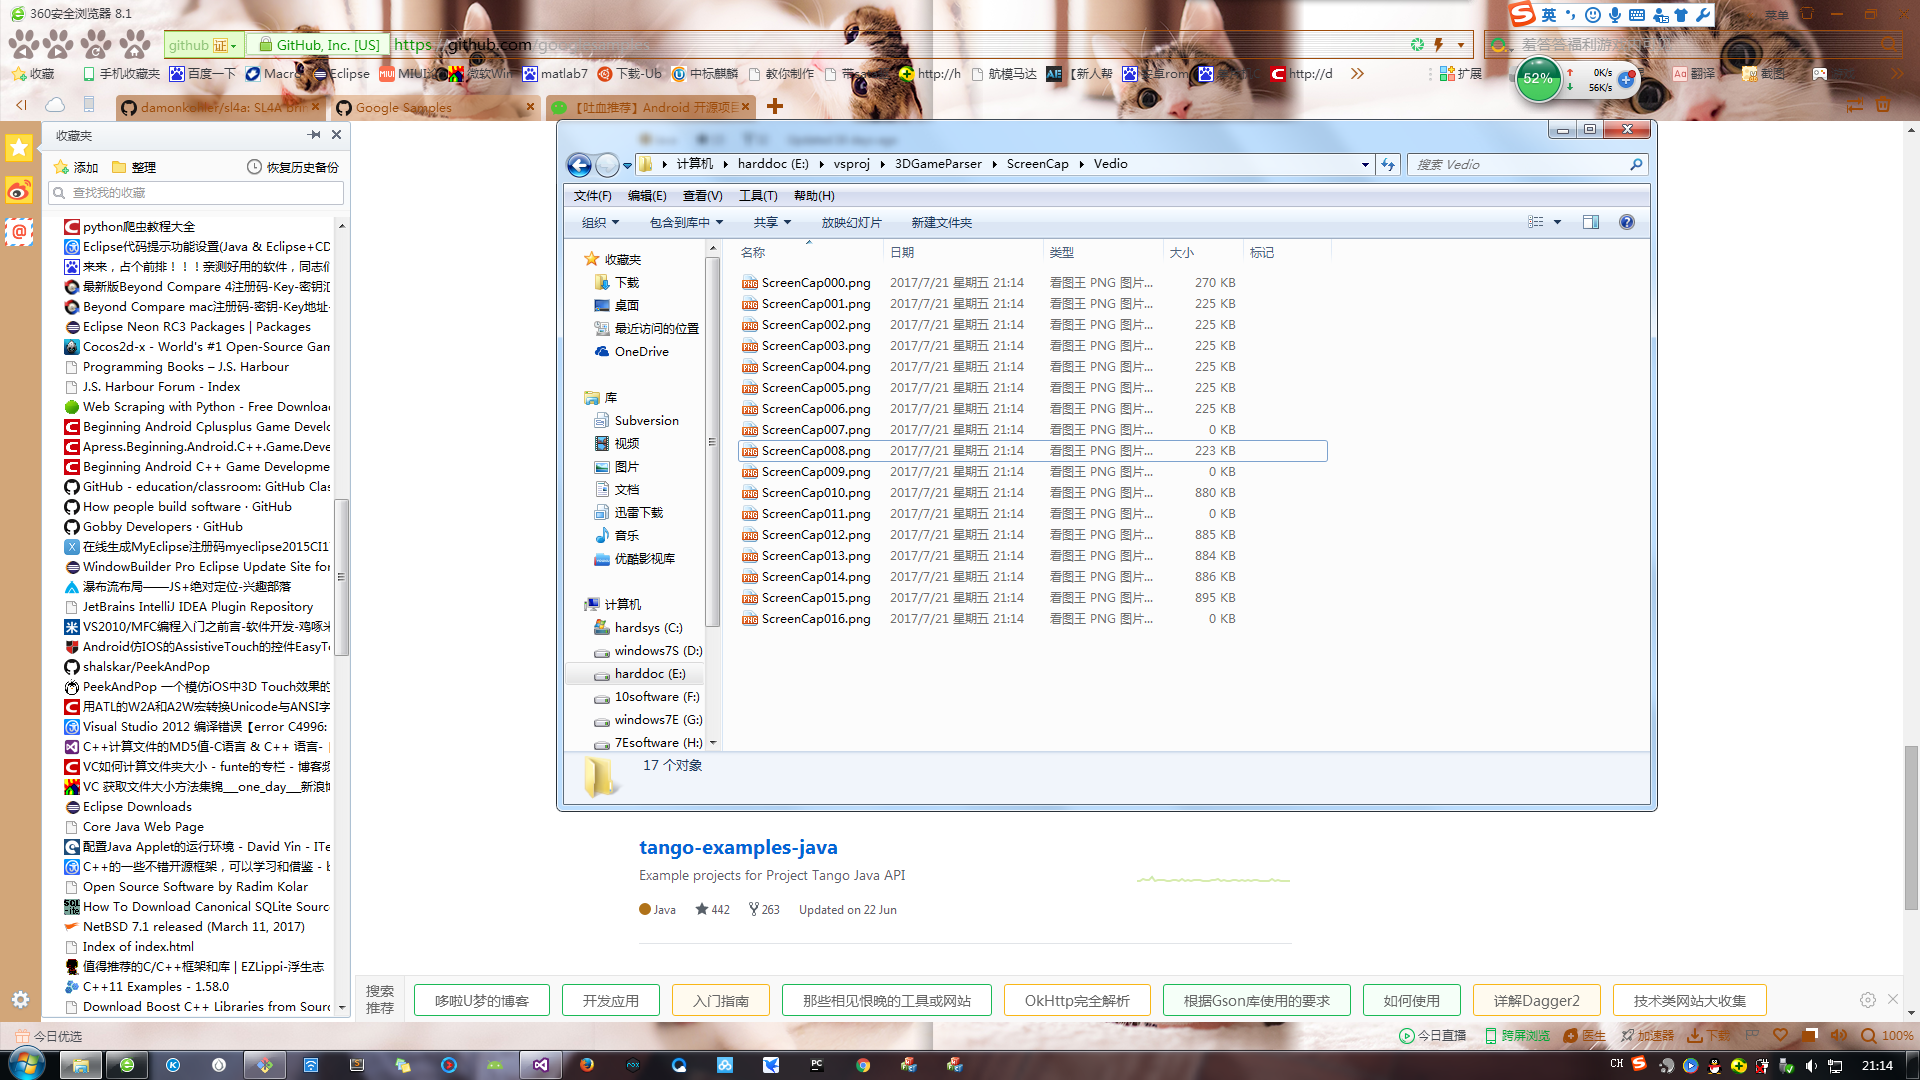 360安全浏览器 8.1
菜单
github 证
GitHub, Inc. [US]
https
github.com/googlesamples
英
收藏
手机收藏夹
百度一下
Macro
Eclipse
MIUI
微软Win
matlab7
下载-Ub
中标麒麟
教你制作
http://h
航模马达
【新人帮
安卓rom
http://d
扩展
翻译
截图
52%
0K/s
56K/s
damonkohler/sl4a: SL4A brin
Google Samples
【吐血推荐】Android 开源项目
收藏夹
添加
整理
恢复历史备份
查找我的收藏
python爬虫教程大全
Eclipse代码提示功能设置(Java & Eclipse+CD
来来，占个前排！！！亲测好用的软件，同志们
最新版Beyond Compare 4注册码-Key-密钥汇
Beyond Compare mac注册码-密钥-Key地址-
Eclipse Neon RC3 Packages | Packages
Cocos2d-x - World's #1 Open-Source Gam
Programming Books – J.S. Harbour
J.S. Harbour Forum - Index
Web Scraping with Python - Free Downloa
Beginning Android Cplusplus Game Develo
Apress.Beginning.Android.C++.Game.Deve
Beginning Android C++ Game Developme
GitHub - education/classroom: GitHub Clas
How people build software · GitHub
Gobby Developers · GitHub
在线生成MyEclipse注册码myeclipse2015CI1
WindowBuilder Pro Eclipse Update Site for
瀑布流布局——JS+绝对定位-兴趣部落
JetBrains IntelliJ IDEA Plugin Repository
VS2010/MFC编程入门之前言-软件开发-鸡啄米
Android仿IOS的AssistiveTouch的控件EasyTo
shalskar/PeekAndPop
PeekAndPop 一个模仿iOS中3D Touch效果的
用ATL的W2A和A2W宏转换Unicode与ANSI字
Visual Studio 2012 编译错误【error C4996:
C++计算文件的MD5值-C语言 & C++ 语言-
VC如何计算文件夹大小 - funte的专栏 - 博客频
VC 获取文件大小方法集锦__one_day__新浪博
Eclipse Downloads
Core Java Web Page
配置Java Applet的运行环境 - David Yin - ITe
C++的一些不错开源框架，可以学习和借鉴 - b
Open Source Software by Radim Kolar
How To Download Canonical SQLite Sourc
NetBSD 7.1 released (March 11, 2017)
Index of index.html
值得推荐的C/C++框架和库 | EZLippi-浮生志
C++11 Examples - 1.58.0
Download Boost C++ Libraries from Sour
计算机
harddoc (E:)
vsproj
3DGameParser
ScreenCap
Vedio
搜索 Vedio
文件(F)
编辑(E)
查看(V)
工具(T)
帮助(H)
组织
包含到库中
共享
放映幻灯片
新建文件夹
收藏夹
下载
桌面
最近访问的位置
OneDrive
库
Subversion
视频
图片
文档
迅雷下载
音乐
优酷影视库
计算机
hardsys (C:)
windows7S (D:)
harddoc (E:)
10software (F:)
windows7E (G:)
7Esoftware (H:)
名称 日期 类型 大小 标记
ScreenCap000.png 2017/7/21 星期五 21:14 看图王 PNG 图片... 270 KB
ScreenCap001.png 2017/7/21 星期五 21:14 看图王 PNG 图片... 225 KB
ScreenCap002.png 2017/7/21 星期五 21:14 看图王 PNG 图片... 225 KB
ScreenCap003.png 2017/7/21 星期五 21:14 看图王 PNG 图片... 225 KB
ScreenCap004.png 2017/7/21 星期五 21:14 看图王 PNG 图片... 225 KB
ScreenCap005.png 2017/7/21 星期五 21:14 看图王 PNG 图片... 225 KB
ScreenCap006.png 2017/7/21 星期五 21:14 看图王 PNG 图片... 225 KB
ScreenCap007.png 2017/7/21 星期五 21:14 看图王 PNG 图片... 0 KB
ScreenCap008.png 2017/7/21 星期五 21:14 看图王 PNG 图片... 223 KB
ScreenCap009.png 2017/7/21 星期五 21:14 看图王 PNG 图片... 0 KB
ScreenCap010.png 2017/7/21 星期五 21:14 看图王 PNG 图片... 880 KB
ScreenCap011.png 2017/7/21 星期五 21:14 看图王 PNG 图片... 0 KB
ScreenCap012.png 2017/7/21 星期五 21:14 看图王 PNG 图片... 885 KB
ScreenCap013.png 2017/7/21 星期五 21:14 看图王 PNG 图片... 884 KB
ScreenCap014.png 2017/7/21 星期五 21:14 看图王 PNG 图片... 886 KB
ScreenCap015.png 2017/7/21 星期五 21:14 看图王 PNG 图片... 895 KB
ScreenCap016.png 2017/7/21 星期五 21:14 看图王 PNG 图片... 0 KB
17 个对象
tango-examples-java
Example projects for Project Tango Java API
Java 442 263 Updated on 22 Jun
搜索
推荐
哆啦U梦的博客
开发应用
入门指南
那些相见恨晚的工具或网站
OkHttp完全解析
根据Gson库使用的要求
如何使用
详解Dagger2
技术类网站大收集
今日优选
今日直播
跨屏浏览
医生
加速器
下载
100%
CH
21:14